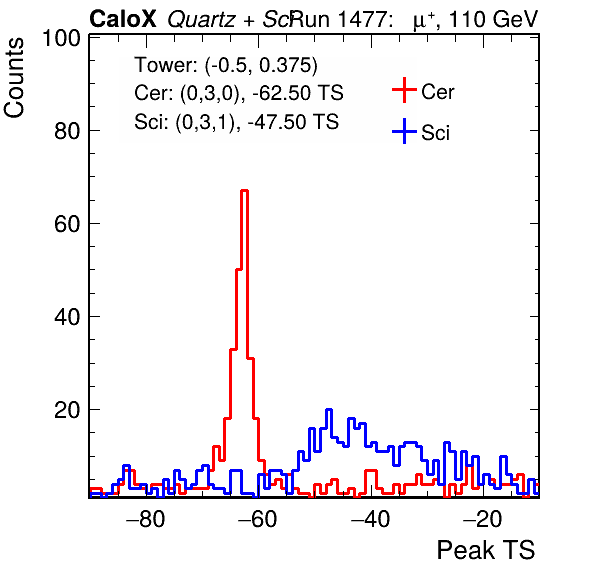 CaloX Quartz + Sci Run 1477: μ⁺, 110 GeV
Counts
100
80
60
40
20
Tower: (-0.5, 0.375)
Cer: (0,3,0), -62.50 TS
Sci: (0,3,1), -47.50 TS
Cer
Sci
−80 −60 −40 −20
Peak TS